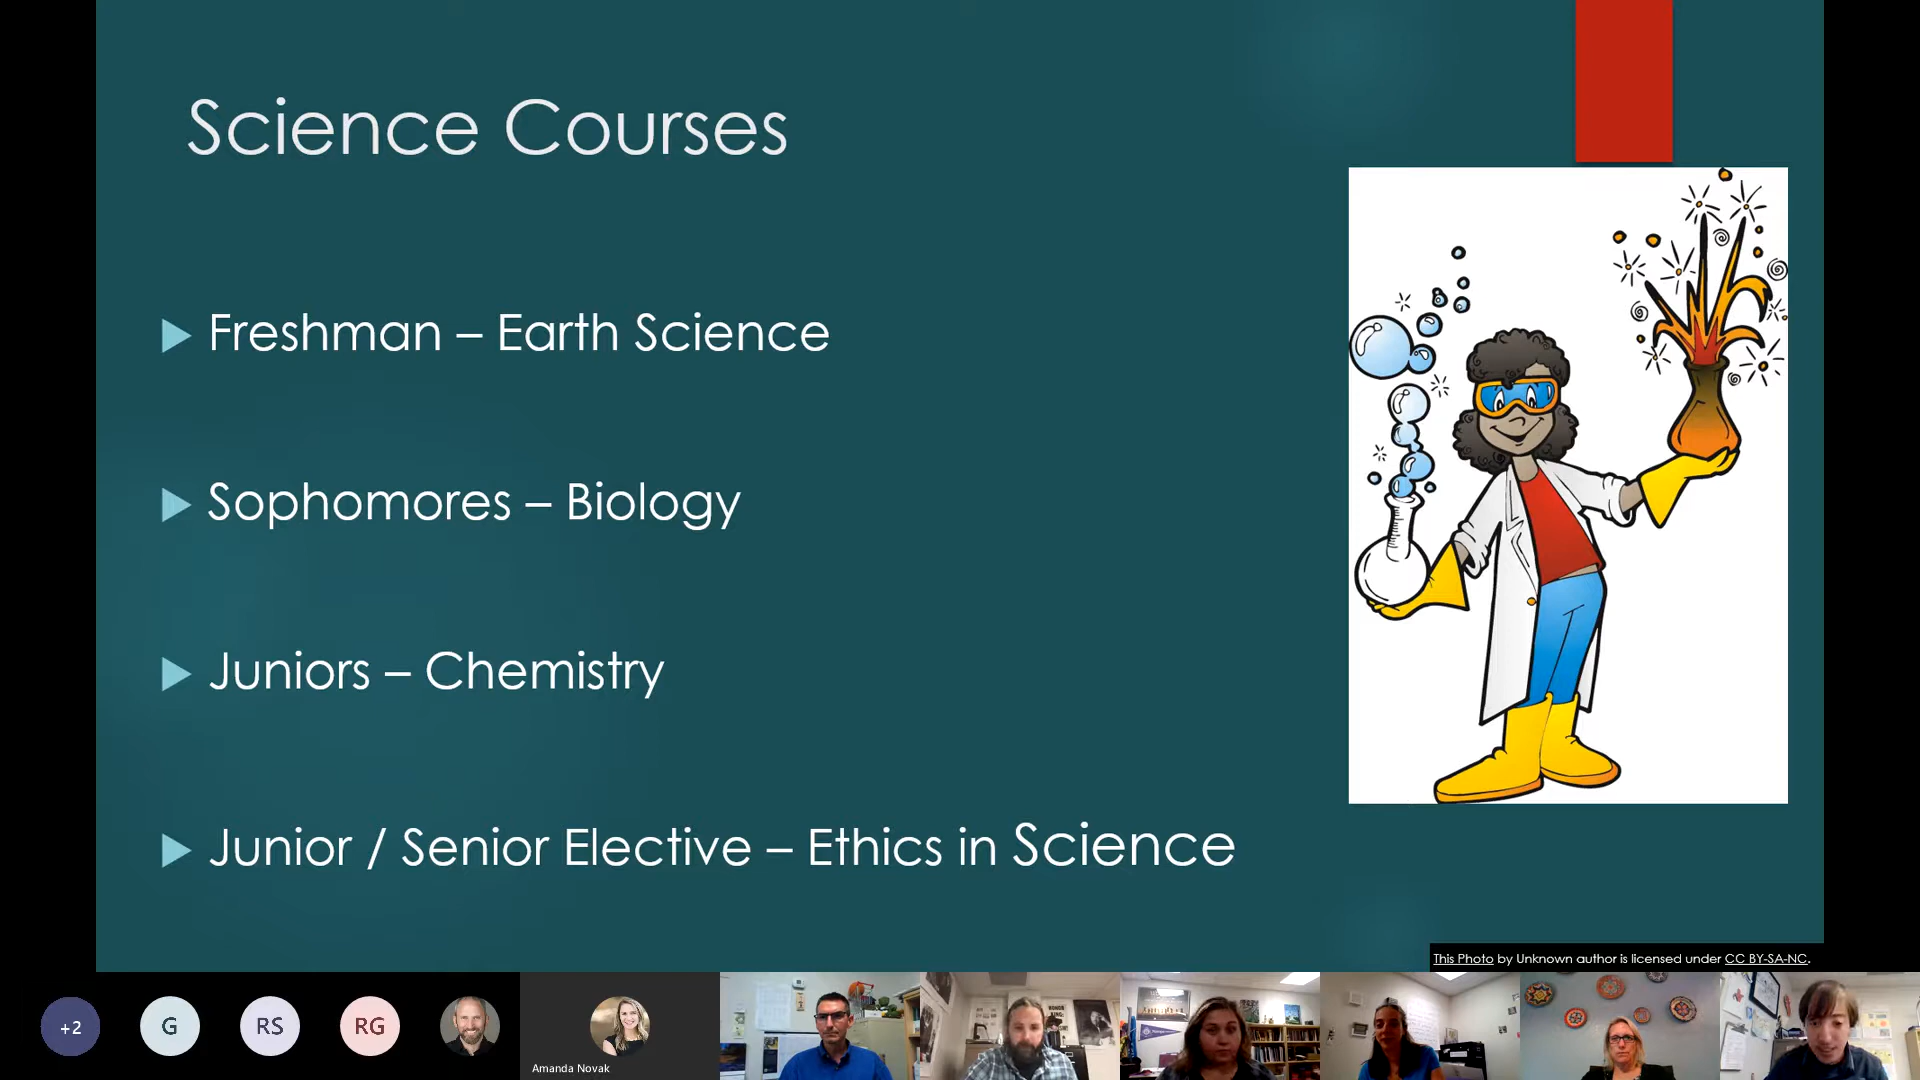 Science Courses
Freshman – Earth Science
Sophomores – Biology
Juniors – Chemistry
Junior / Senior Elective – Ethics in Science
This Photo by Unknown author is licensed under CC BY-SA-NC.
+2
G
RS
RG
Amanda Novak